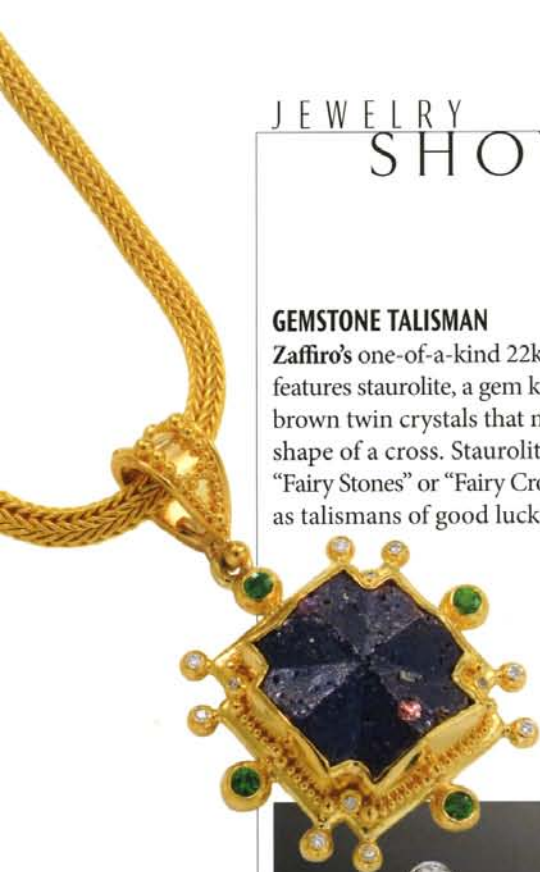 JEWELRY
SHO
GEMSTONE TALISMAN
Zaffiro's one-of-a-kind 22k
features staurolite, a gem k
brown twin crystals that n
shape of a cross. Staurolit
"Fairy Stones" or "Fairy Cro
as talismans of good luck